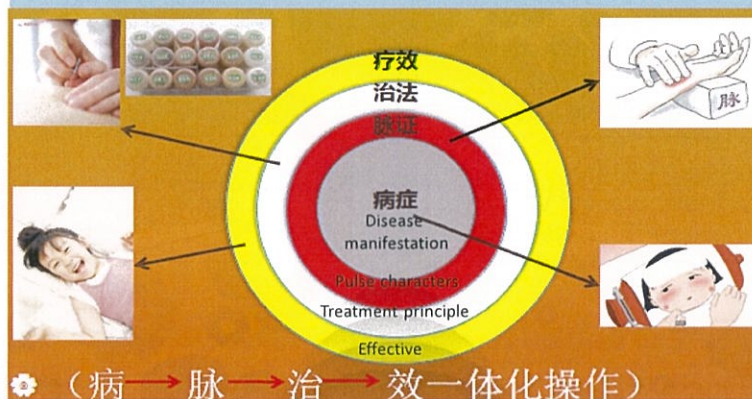 疗效
治法
脉证
病症
Disease
manifestation
Pulse characters
Treatment principle
Effective
脉
（病→脉→治→效一体化操作）